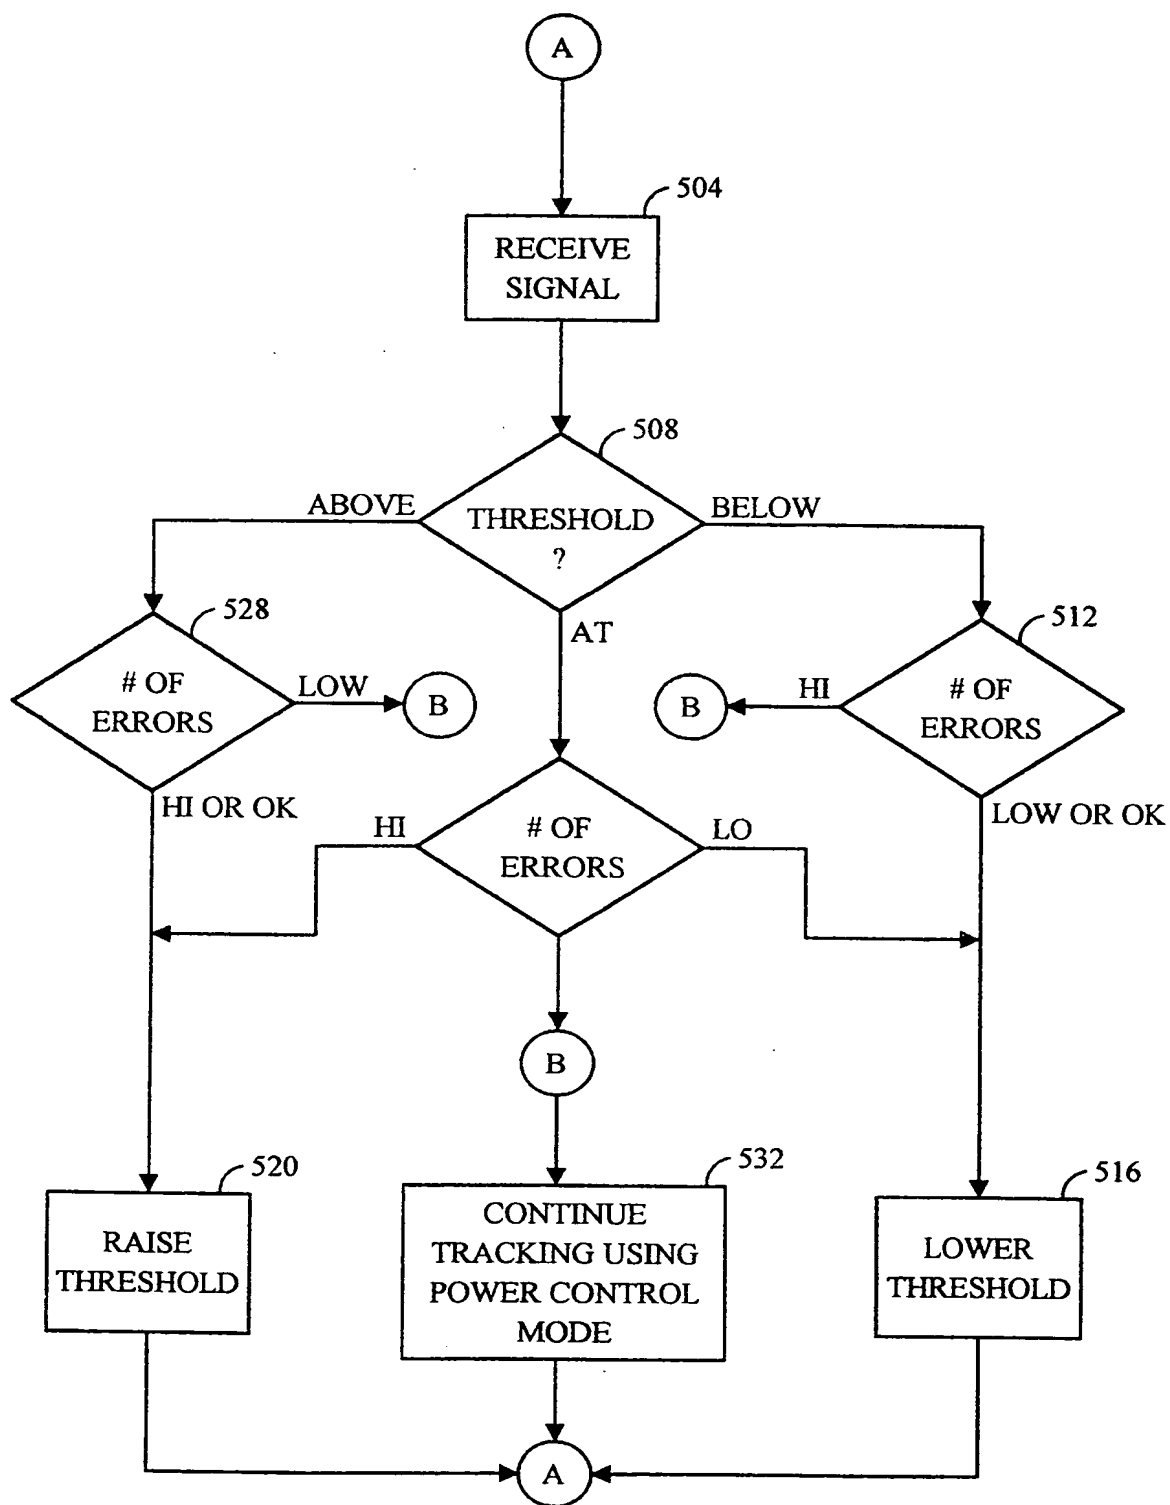 A
504
RECEIVE
SIGNAL
508
ABOVE
THRESHOLD
?
BELOW
AT
528
# OF
ERRORS
LOW
B
HI OR OK
512
B
HI
# OF
ERRORS
LOW OR OK
HI
# OF
ERRORS
LO
B
520
RAISE
THRESHOLD
532
CONTINUE
TRACKING USING
POWER CONTROL
MODE
516
LOWER
THRESHOLD
A